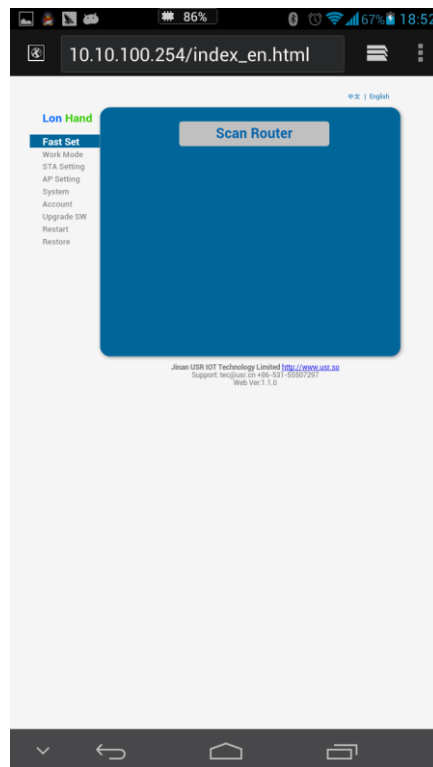 86%
67%
18:52
10.10.100.254/index_en.html
中文 | English
Lon Hand
Scan Router
Fast Set
Work Mode
STA Setting
AP Setting
System
Account
Upgrade SW
Restart
Restore
Jinan USR IOT Technology Limited http://www.usr.so
Support: tec@usr.cn +86-531-55507297
Web Ver:1.1.0